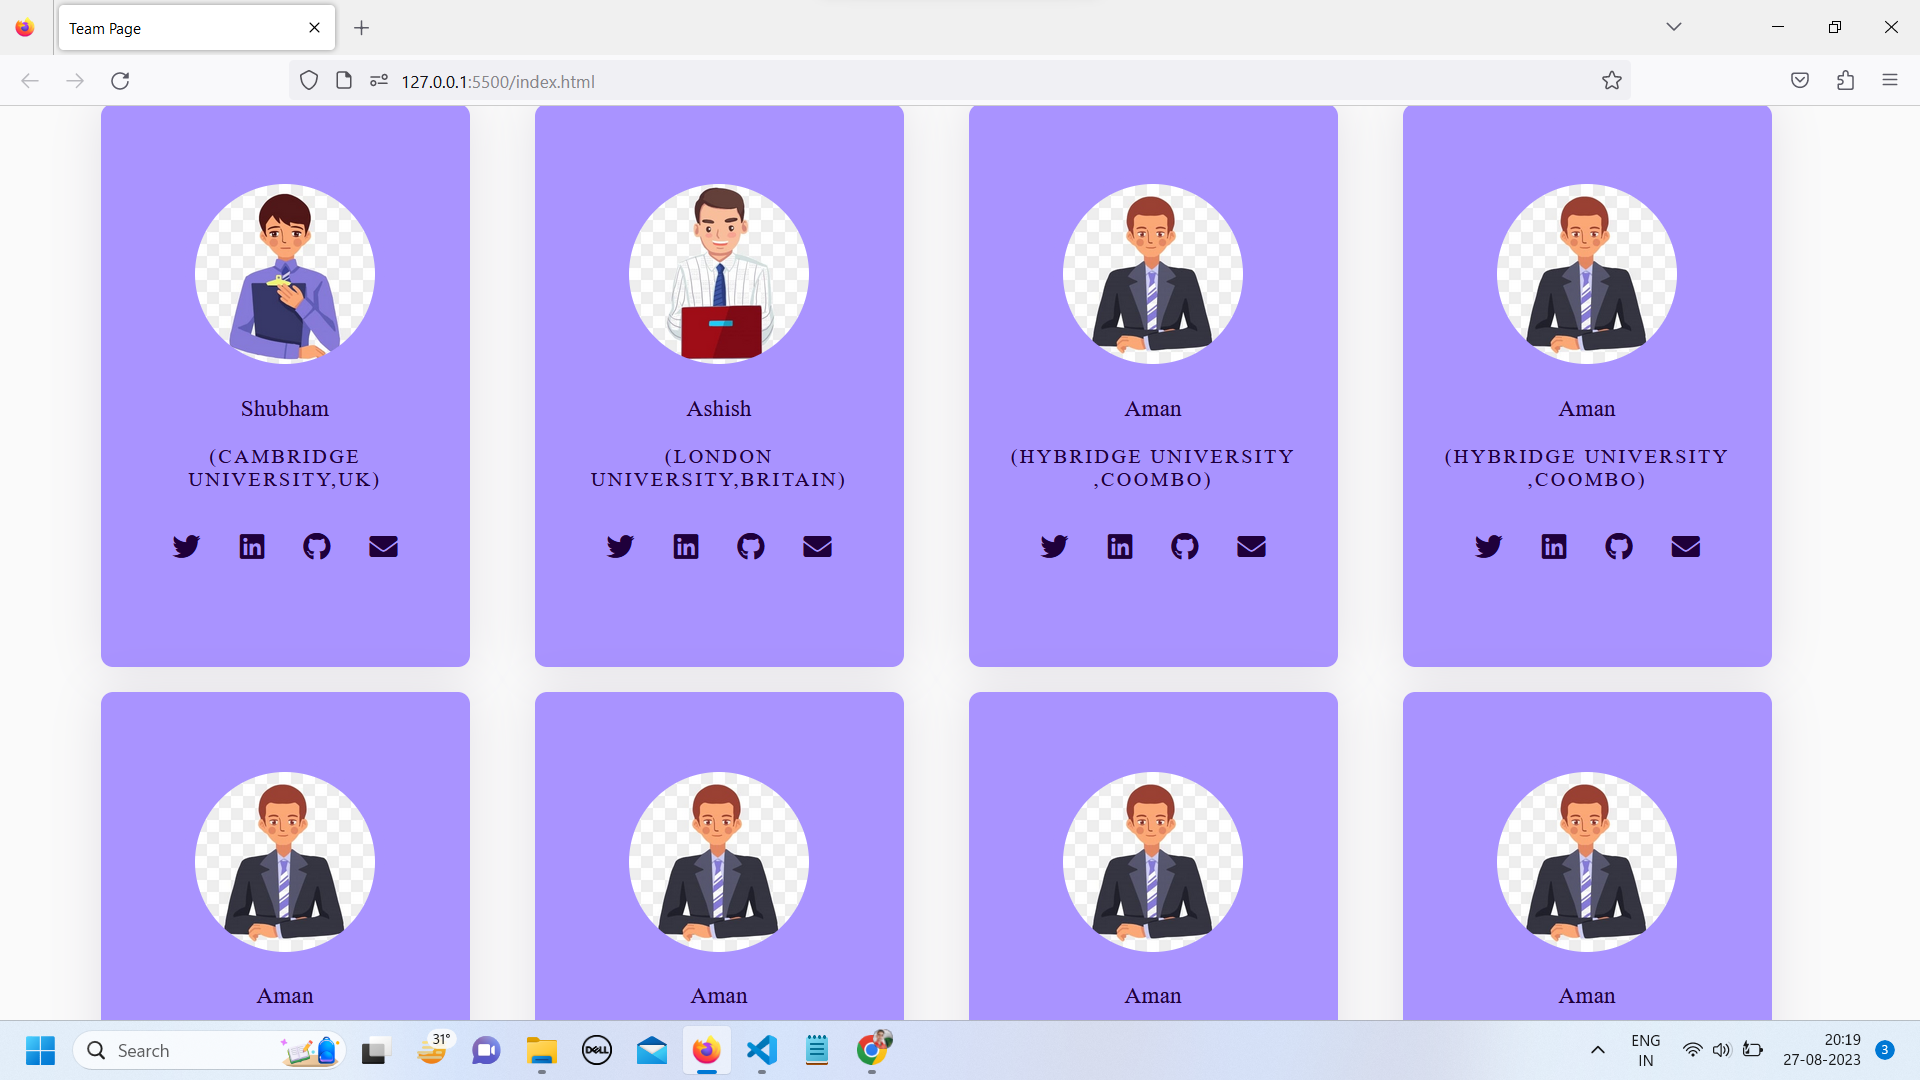 Team Page
127.0.0.1:5500/index.html
Shubham
(CAMBRIDGE
UNIVERSITY,UK)
Ashish
(LONDON
UNIVERSITY,BRITAIN)
Aman
(HYBRIDGE UNIVERSITY
,COOMBO)
Aman
(HYBRIDGE UNIVERSITY
,COOMBO)
Aman
Aman
Aman
Aman
Search
31°
DELL
ENG
IN
20:19
27-08-2023
3